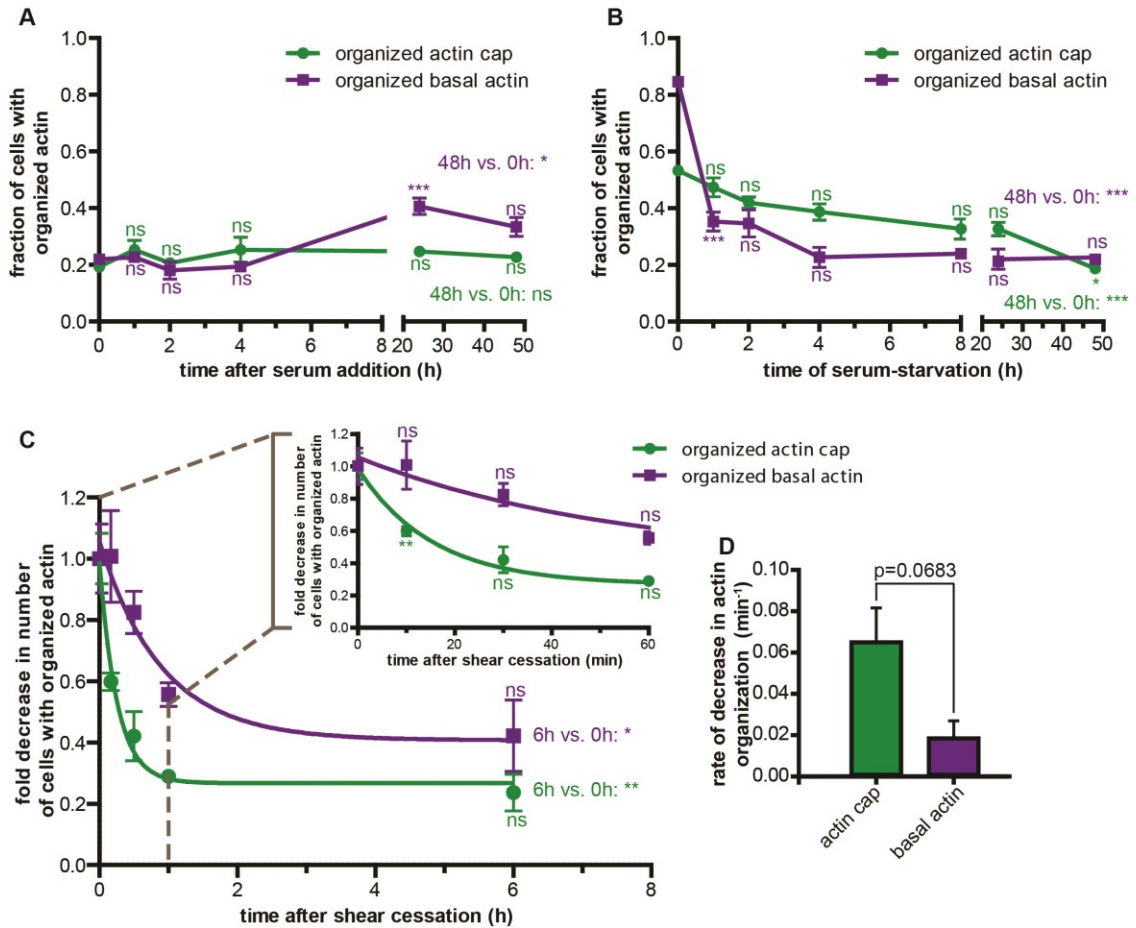 A
1.0
0.8
0.6
0.4
0.2
0.0
fraction of cells with
organized actin
organized actin cap
organized basal actin
48h vs. 0h: *
***
ns
ns
ns
ns
ns
ns
ns
ns
ns
48h vs. 0h: ns
0 2 4 6 8 20 30 40 50
time after serum addition (h)
B
1.0
0.8
0.6
0.4
0.2
0.0
fraction of cells with
organized actin
organized actin cap
organized basal actin
ns
ns
ns
ns
ns
48h vs. 0h: ***
***
ns
ns
ns
ns
*
48h vs. 0h: ***
0 2 4 6 8 20 30 40 50
time of serum-starvation (h)
C
1.2
1.0
0.8
0.6
0.4
0.2
0.0
fold decrease in number
of cells with organized actin
ns
6h vs. 0h: *
6h vs. 0h: **
ns
0 2 4 6 8
time after shear cessation (h)
1.2
1.0
0.8
0.6
0.4
0.2
0.0
fold decrease in number
of cells with organized actin
ns
ns
ns
**
ns
ns
0 20 40 60
time after shear cessation (min)
organized actin cap
organized basal actin
D
p=0.0683
0.10
0.08
0.06
0.04
0.02
0.00
rate of decrease in actin
organization (min⁻¹)
actin cap
basal actin